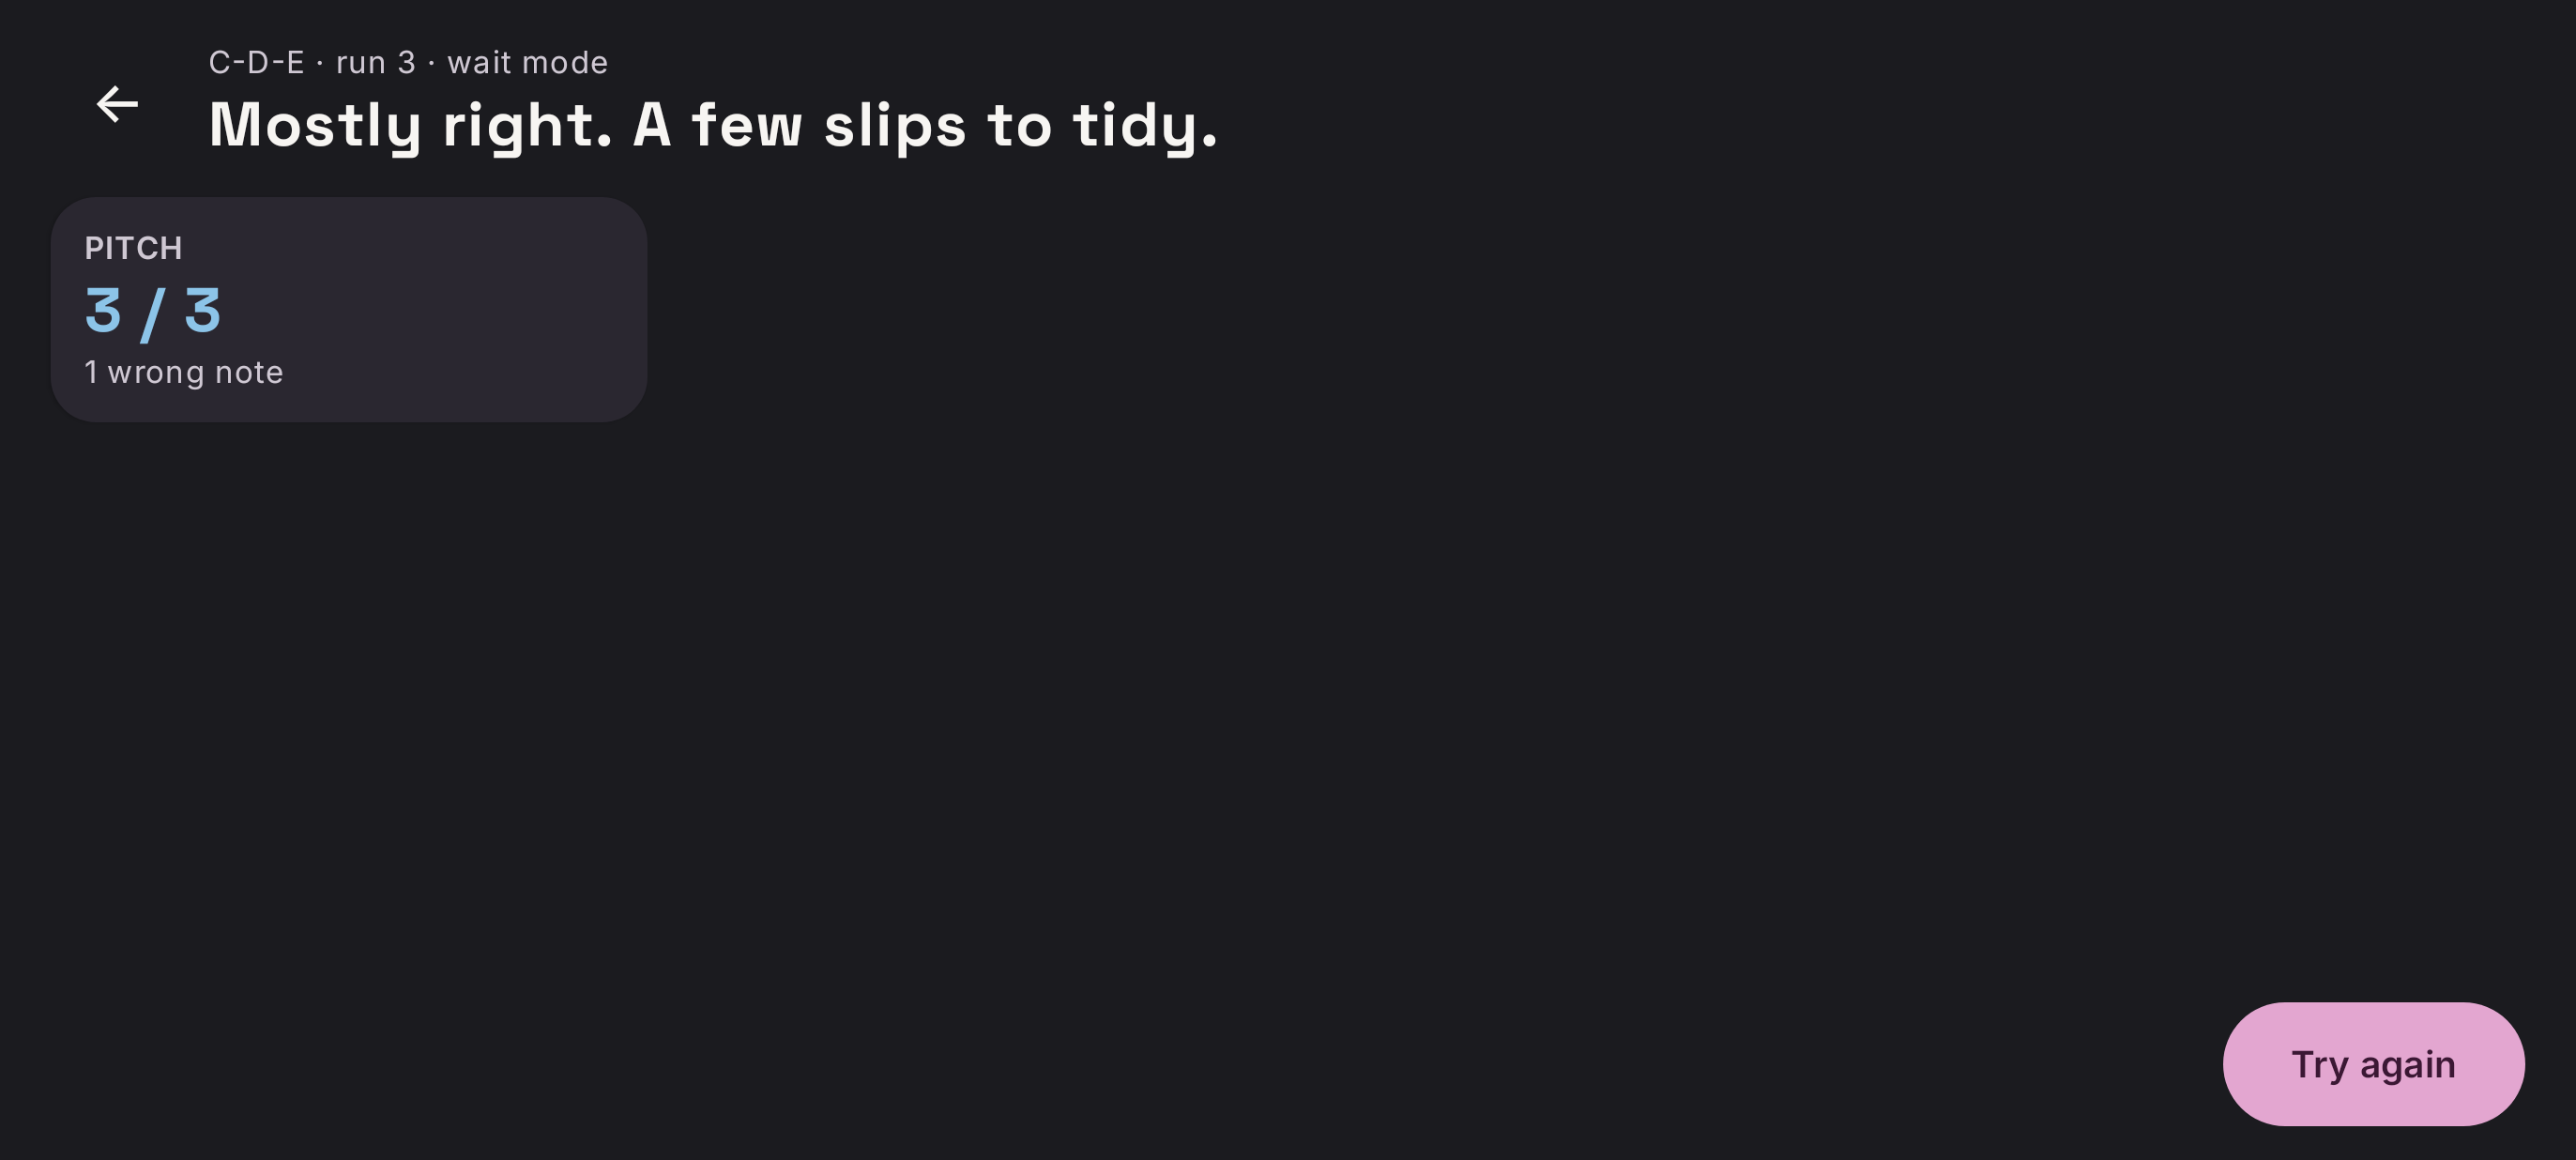 C-D-E · run 3 · wait mode
Mostly right. A few slips to tidy.
PITCH
3 / 3
1 wrong note
Try again